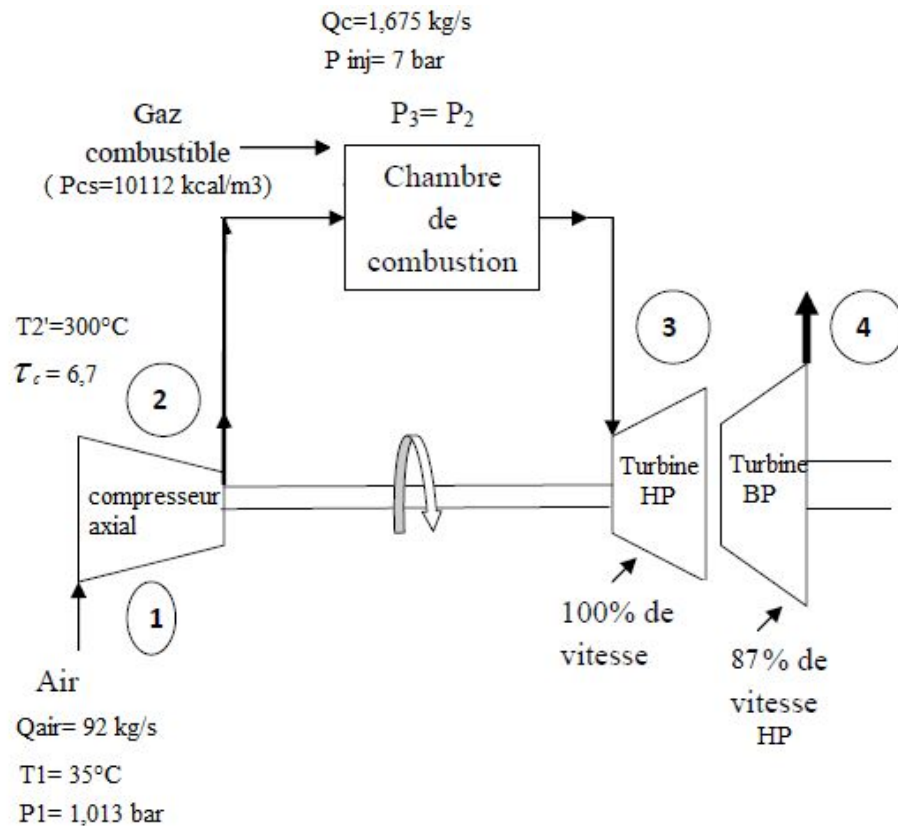 Qc=1,675 kg/s
P inj= 7 bar
Gaz
combustible
( Pcs=10112 kcal/m3)
P3= P2
Chambre
de
combustion
T2'=300°C
τc = 6,7
2
3
4
compresseur
axial
Turbine
HP
Turbine
BP
1
100% de
vitesse
87% de
vitesse
HP
Air
Qair= 92 kg/s
T1= 35°C
P1= 1,013 bar